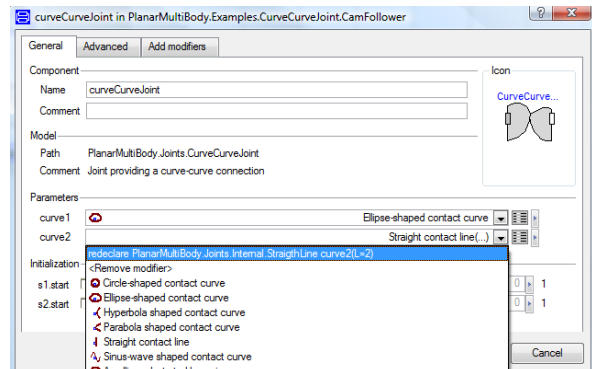 curveCurveJoint in PlanarMultiBody.Examples.CurveCurveJoint.CamFollower
General Advanced Add modifiers
Component
Icon
Name curveCurveJoint
CurveCurve...
Comment
Model
Path PlanarMultiBody.Joints.CurveCurveJoint
Comment Joint providing a curve-curve connection
Parameters
curve1 Ellipse-shaped contact curve
curve2 Straight contact line(...)
redeclare PlanarMultiBody.Joints.Internal.StraigthLine curve2(L=2)
Initialization
<Remove modifier>
s1.start Circle-shaped contact curve 0 1
Ellipse-shaped contact curve
s2.start Hyperbola shaped contact curve 0 1
Parabola shaped contact curve
Straight contact line
Sinus-wave shaped contact curve
Cancel